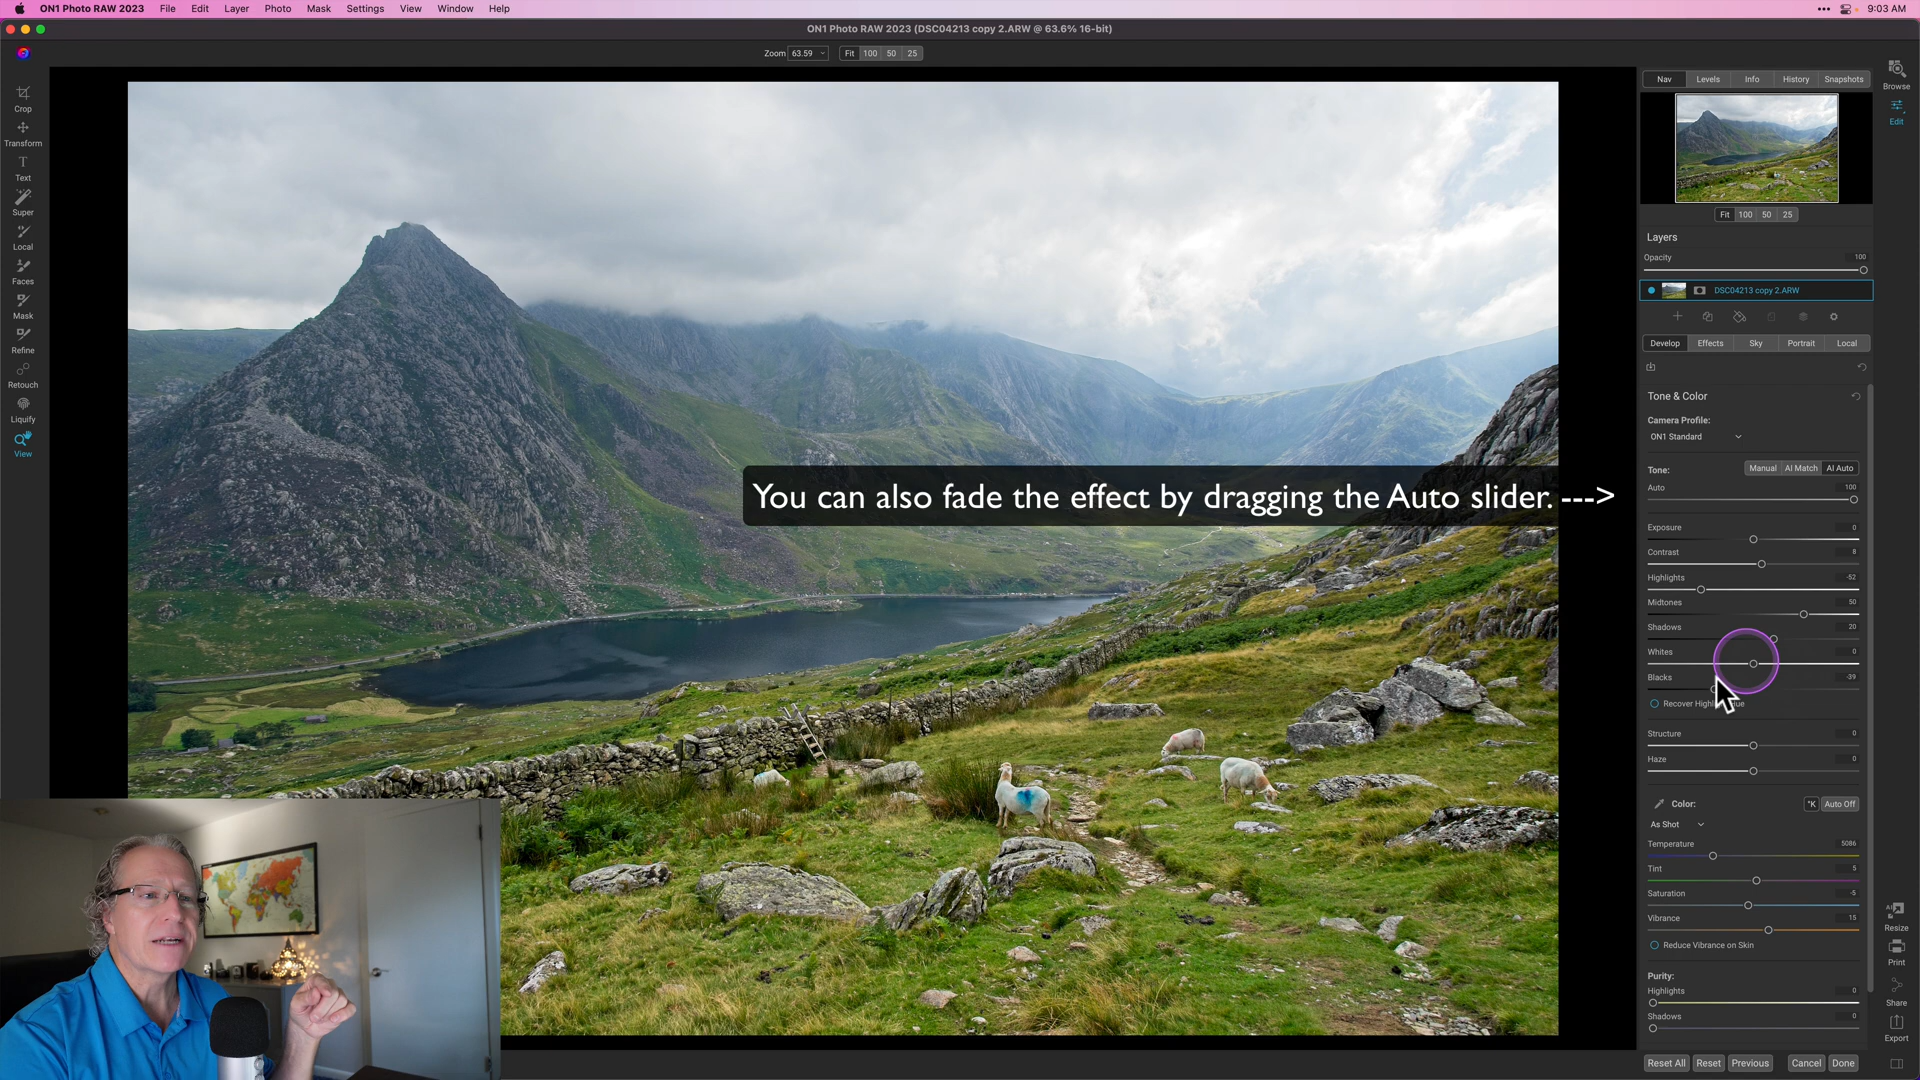 ON1 Photo RAW 2023 File Edit Layer Photo Mask Settings View Window Help 9:03 AM
ON1 Photo RAW 2023 (DSC04213 copy 2.ARW @ 63.6% 16-bit)
Zoom 63.59 Fit 100 50 25
Crop
Transform
Text
Super
Local
Faces
Mask
Refine
Retouch
Liquify
View
You can also fade the effect by dragging the Auto slider. --->
Nav Levels Info History Snapshots
Fit 100 50 25
Layers
Opacity 100
DSC04213 copy 2.ARW
Develop Effects Sky Portrait Local
Tone & Color
Camera Profile:
ON1 Standard
Tone: Manual AI Match AI Auto
Auto 100
Exposure 0
Contrast 8
Highlights -52
Midtones 50
Shadows 20
Whites 0
Blacks -39
Recover
Structure 0
Haze 0
Color: °K Auto Off
As Shot
Temperature 5086
Tint 5
Saturation -5
Vibrance 15
Reduce Vibrance on Skin
Purity:
Highlights 0
Shadows 0
Reset All Reset Previous Cancel Done
Browse
Edit
AI
Resize
Print
Share
Export